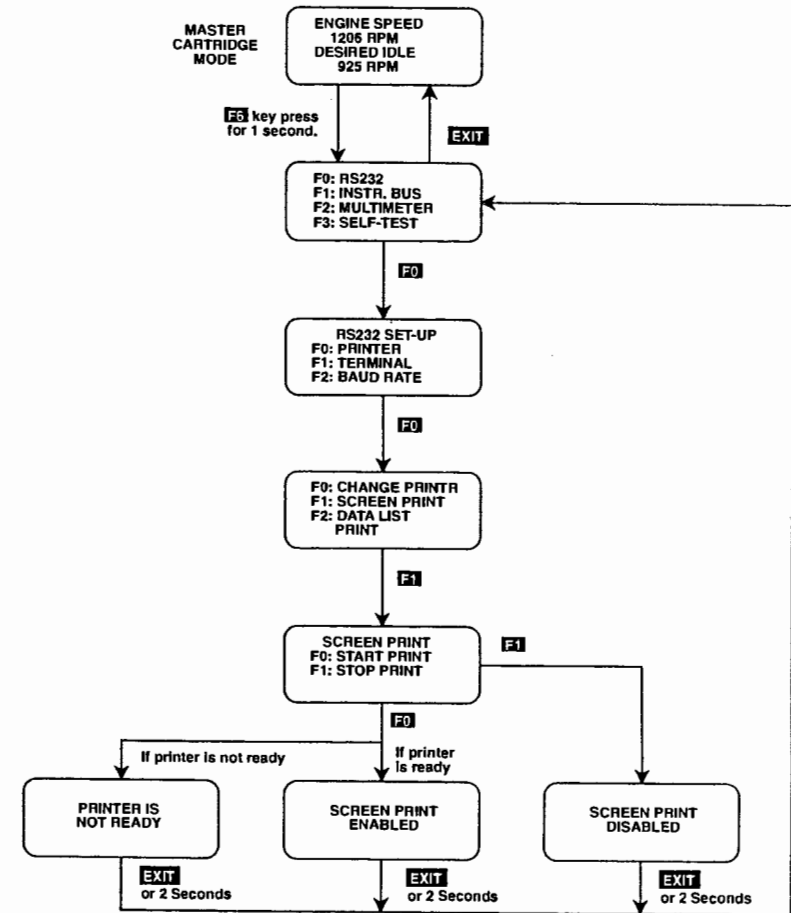 MASTER
CARTRIDGE
MODE
ENGINE SPEED
1206 RPM
DESIRED IDLE
925 RPM
F6 key press
for 1 second.
EXIT
F0: RS232
F1: INSTR. BUS
F2: MULTIMETER
F3: SELF-TEST
F0
RS232 SET-UP
F0: PRINTER
F1: TERMINAL
F2: BAUD RATE
F0
F0: CHANGE PRINTR
F1: SCREEN PRINT
F2: DATA LIST
PRINT
F1
SCREEN PRINT
F0: START PRINT
F1: STOP PRINT
F1
F0
If printer is not ready
If printer
is ready
PRINTER IS
NOT READY
SCREEN PRINT
ENABLED
SCREEN PRINT
DISABLED
EXIT
or 2 Seconds
EXIT
or 2 Seconds
EXIT
or 2 Seconds